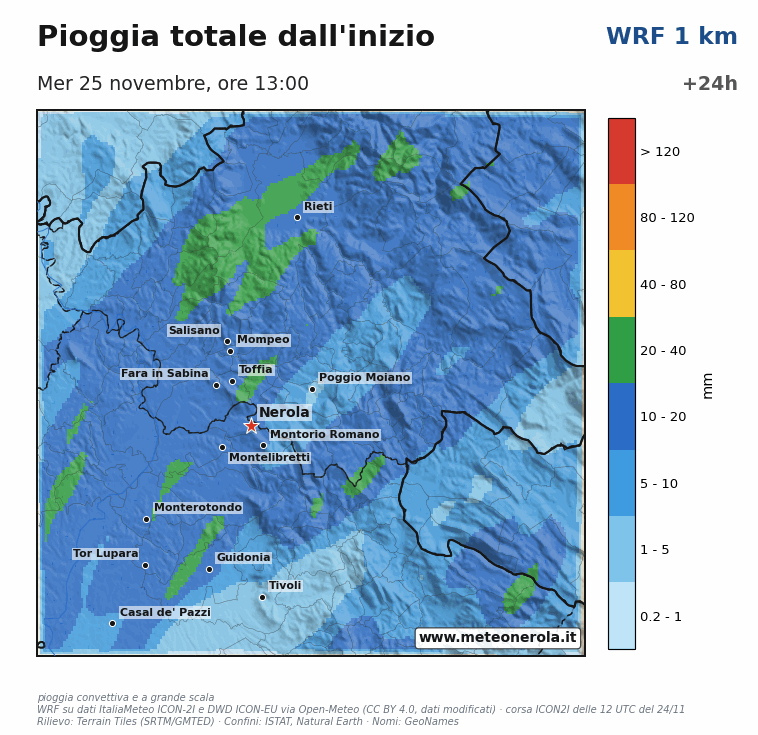 Pioggia totale dall'inizio
WRF 1 km
Mer 25 novembre, ore 13:00
+24h
> 120
80 - 120
40 - 80
20 - 40
10 - 20
5 - 10
1 - 5
0.2 - 1
mm
Rieti
Salisano
Mompeo
Fara in Sabina
Toffia
Poggio Moiano
Nerola
Montorio Romano
Montelibretti
Monterotondo
Tor Lupara
Guidonia
Tivoli
Casal de' Pazzi
www.meteonerola.it
pioggia convettiva e a grande scala
WRF su dati ItaliaMeteo ICON-2I e DWD ICON-EU via Open-Meteo (CC BY 4.0, dati modificati) · corsa ICON2I delle 12 UTC del 24/11
Rilievo: Terrain Tiles (SRTM/GMTED) · Confini: ISTAT, Natural Earth · Nomi: GeoNames